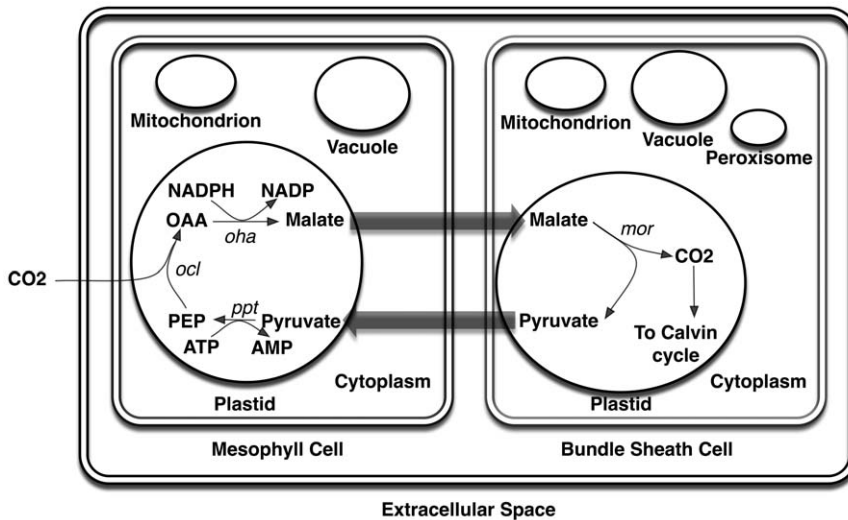 Mitochondrion
Vacuole
Mitochondrion
Vacuole
Peroxisome
NADPH NADP
OAA
oha
Malate
CO2
ocl
PEP
ppt
Pyruvate
ATP
AMP
Cytoplasm
Plastid
Mesophyll Cell
Malate
mor
CO2
Pyruvate
To Calvin
cycle
Cytoplasm
Plastid
Bundle Sheath Cell
Extracellular Space